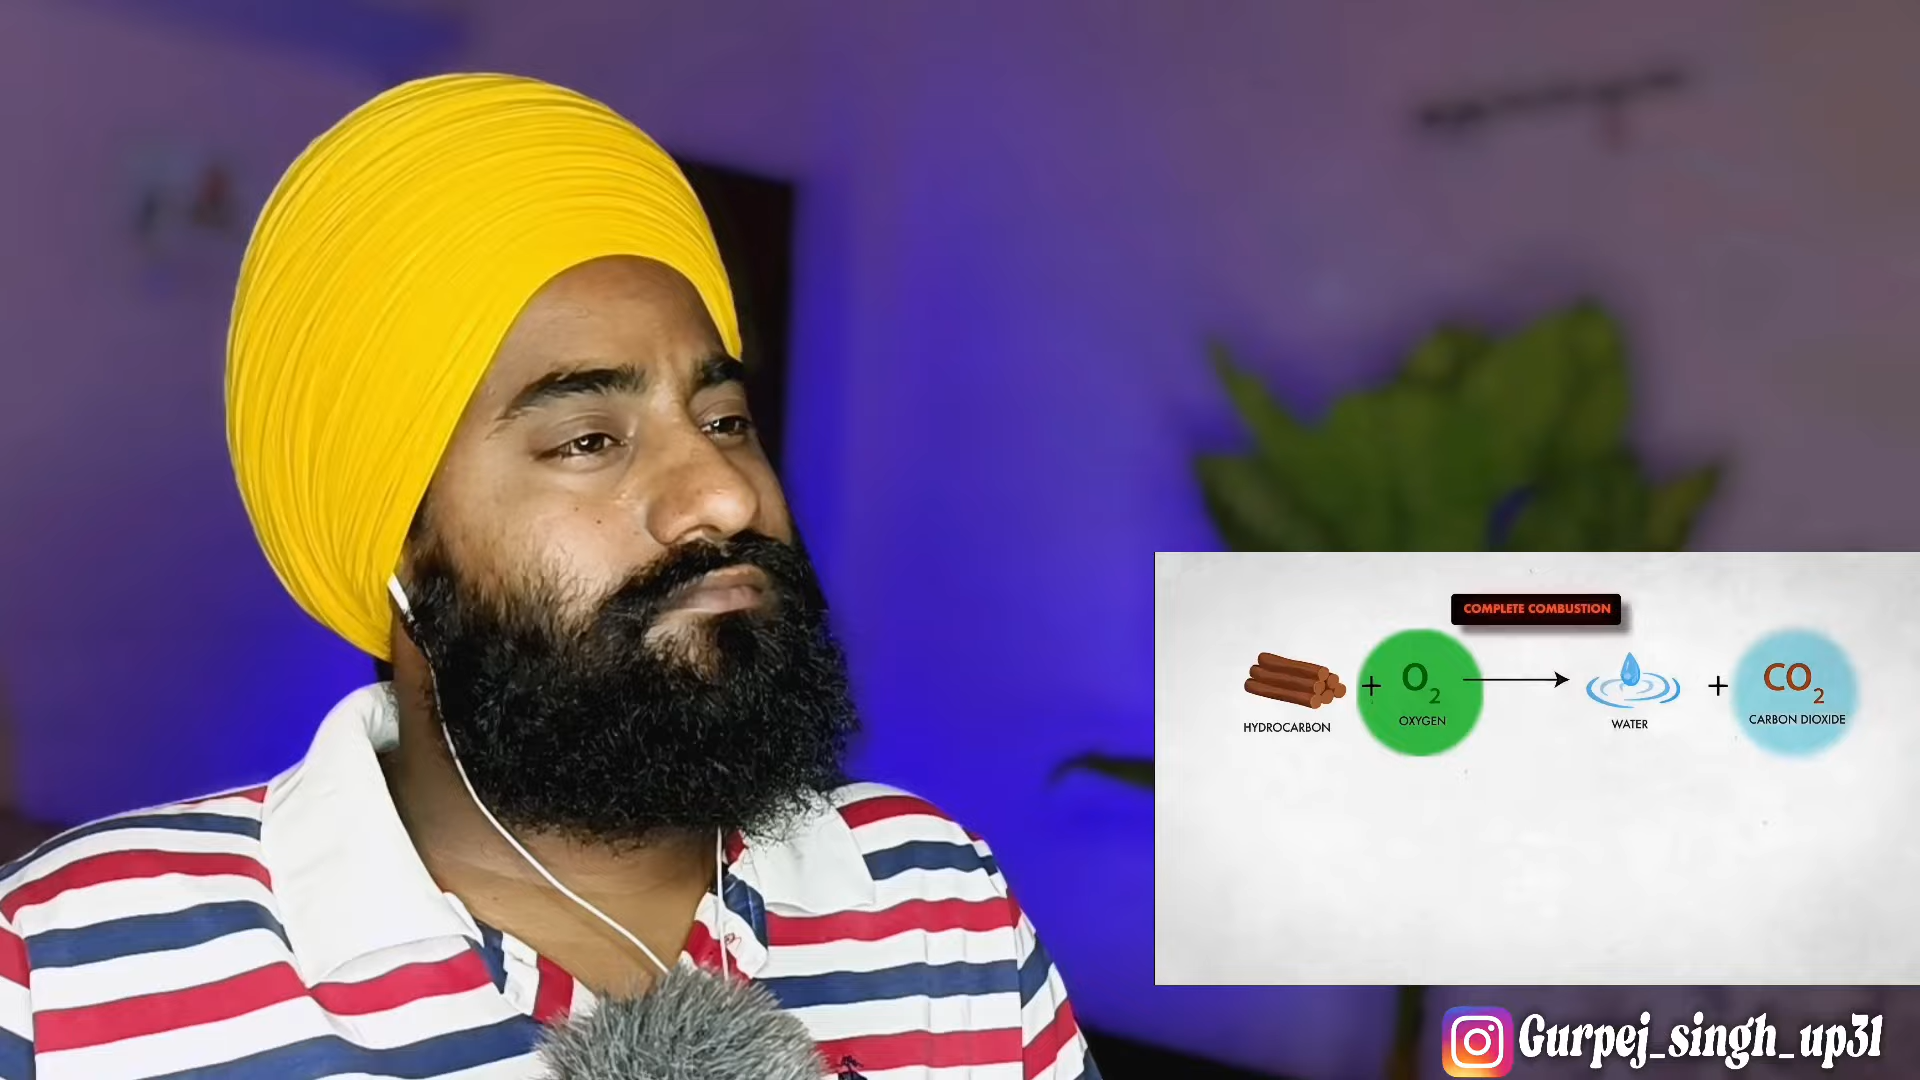 COMPLETE COMBUSTION
+ O2 + CO2
HYDROCARBON OXYGEN WATER CARBON DIOXIDE
Gurpej_singh_up31